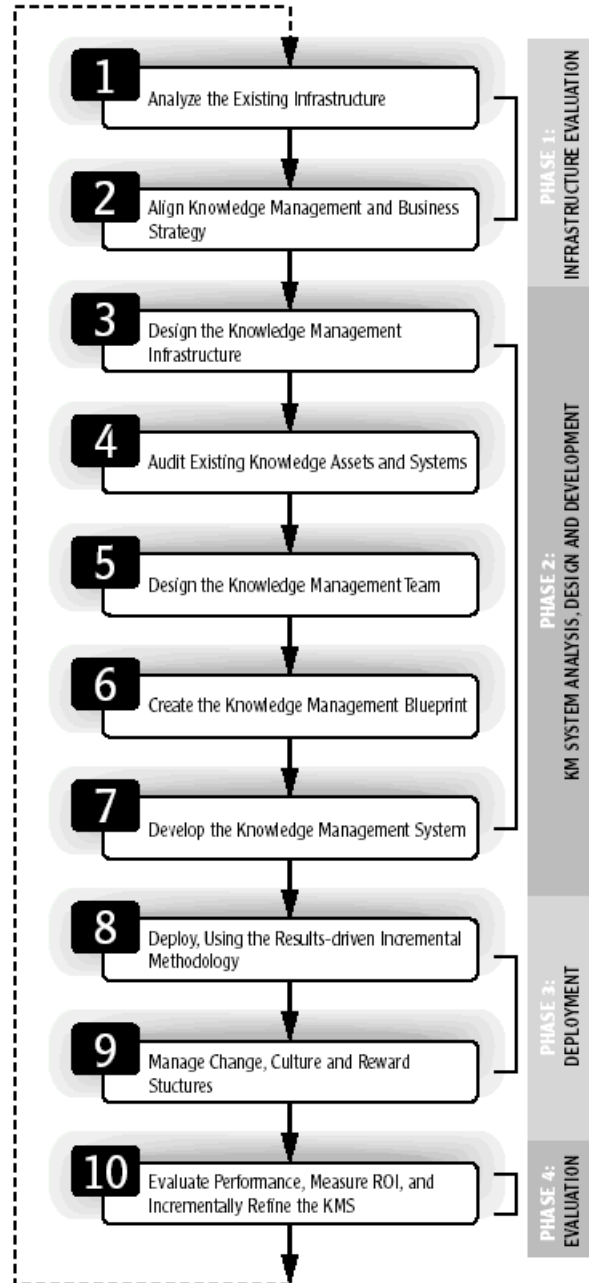 1
Analyze the Existing Infrastructure
2
Align Knowledge Management and Business
Strategy
PHASE 1:
INFRASTRUCTURE EVALUATION
3
Design the Knowledge Management
Infrastructure
4
Audit Existing Knowledge Assets and Systems
5
Design the Knowledge Management Team
6
Create the Knowledge Management Blueprint
7
Develop the Knowledge Management System
PHASE 2:
KM SYSTEM ANALYSIS, DESIGN AND DEVELOPMENT
8
Deploy, Using the Results-driven Incremental
Methodology
9
Manage Change, Culture and Reward
Stuctures
PHASE 3:
DEPLOYMENT
10
Evaluate Performance, Measure ROI, and
Incrementally Refine the KMS
PHASE 4:
EVALUATION